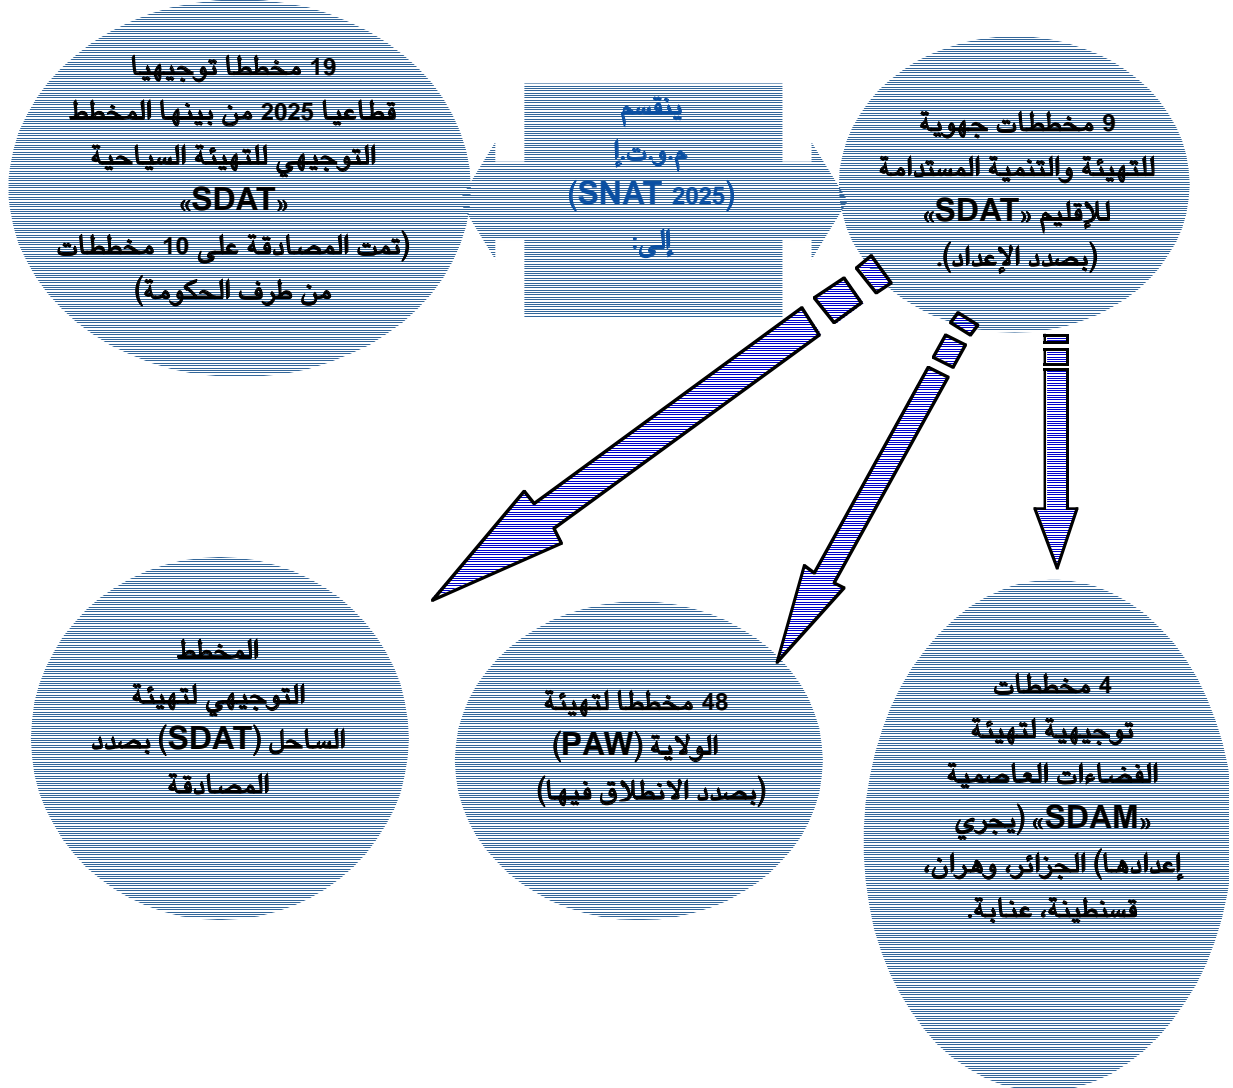 9 مخططات جهوية
للتهيئة والتنمية المستدامة
للإقليم «SDAT»
(بصدد الإعداد).
ينقسم
م.و.ت.إ
(SNAT 2025)
إلى:
19 مخططا توجيهيا
قطاعيا 2025 من بينها المخطط
التوجيهي للتهيئة السياحية
«SDAT»
(تمت المصادقة على 10 مخططات
من طرف الحكومة)
4 مخططات
توجيهية لتهيئة
الفضاءات العاصمية
«SDAM» (يجري
إعدادها) الجزائر، وهران،
قسنطينة، عنابة.
48 مخططا لتهيئة
الولاية (PAW)
(بصدد الانطلاق فيها)
المخطط
التوجيهي لتهيئة
الساحل (SDAT) بصدد
المصادقة